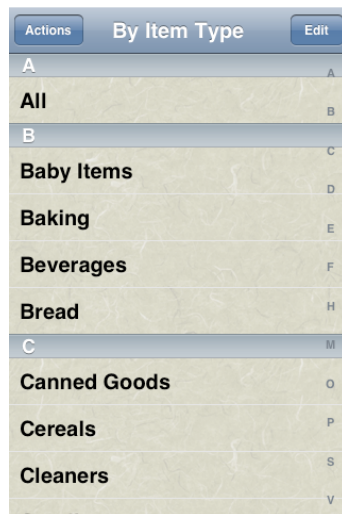 Actions By Item Type Edit
A
All
B
Baby Items
Baking
Beverages
Bread
C
Canned Goods
Cereals
Cleaners
A
B
C
D
E
F
H
M
O
P
S
V